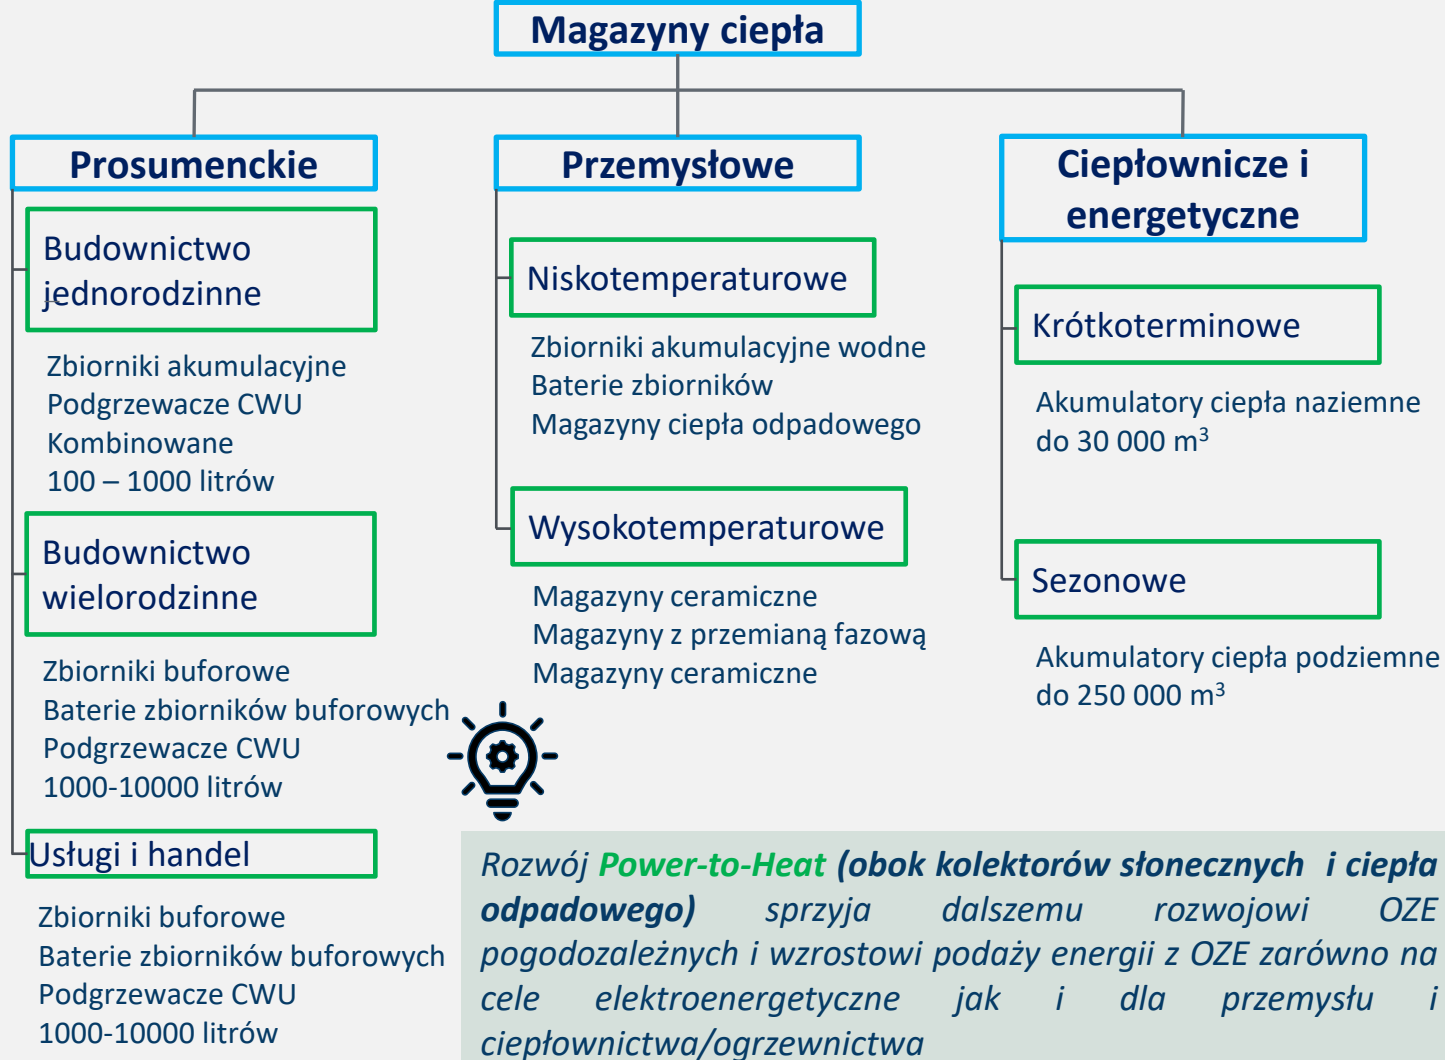 Magazyny ciepła
Prosumenckie
Budownictwo
jednorodzinne
Zbiorniki akumulacyjne
Podgrzewacze CWU
Kombinowane
100 – 1000 litrów
Budownictwo
wielorodzinne
Zbiorniki buforowe
Baterie zbiorników buforowych
Podgrzewacze CWU
1000-10000 litrów
Usługi i handel
Zbiorniki buforowe
Baterie zbiorników buforowych
Podgrzewacze CWU
1000-10000 litrów
Przemysłowe
Niskotemperaturowe
Zbiorniki akumulacyjne wodne
Baterie zbiorników
Magazyny ciepła odpadowego
Wysokotemperaturowe
Magazyny ceramiczne
Magazyny z przemianą fazową
Magazyny ceramiczne
Ciepłownicze i
energetyczne
Krótkoterminowe
Akumulatory ciepła naziemne
do 30 000 m³
Sezonowe
Akumulatory ciepła podziemne
do 250 000 m³
Rozwój Power-to-Heat (obok kolektorów słonecznych i ciepła
odpadowego) sprzyja dalszemu rozwojowi OZE
pogodozależnych i wzrostowi podaży energii z OZE zarówno na
cele elektroenergetyczne jak i dla przemysłu i
ciepłownictwa/ogrzewnictwa